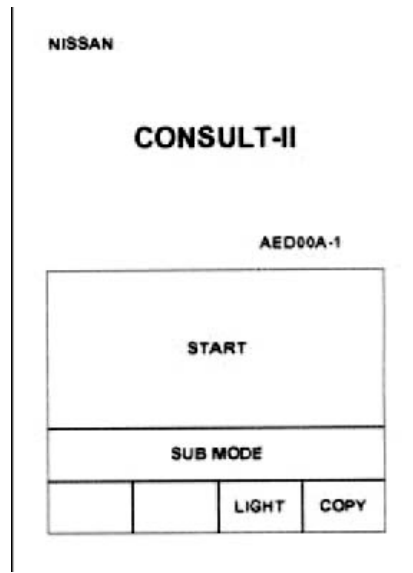 NISSAN
CONSULT-II
AED00A-1
START
SUB MODE
LIGHT COPY